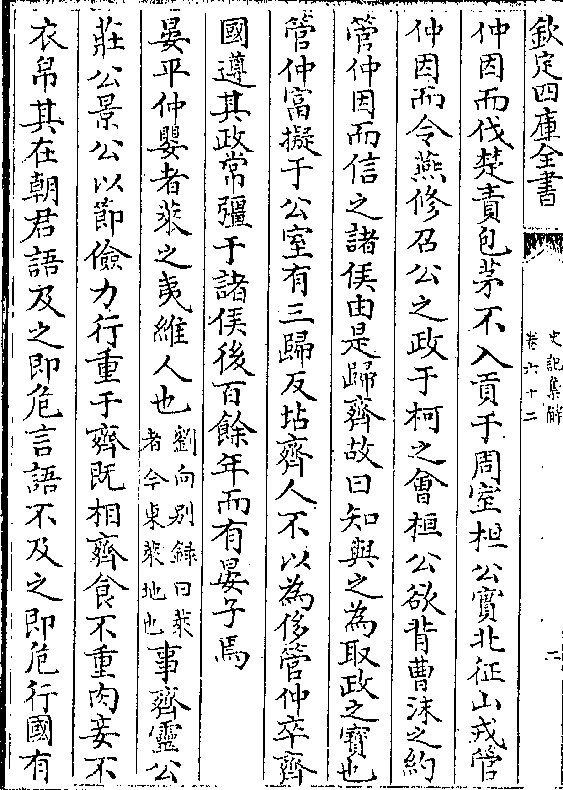 欽定四庫全書
史記集解
卷六十二
二
仲因而伐楚責包茅不入貢于周室桓公實北征山戎管
仲因而令燕修召公之政于柯之會桓公欲背曹沫之約
管仲因而信之諸侯由是歸齊故曰知與之為取政之寶也
管仲富擬于公室有三歸反坫齊人不以為侈管仲卒齊
國遵其政常彊于諸侯後百餘年而有晏子焉
晏平仲嬰者萊之夷維人也
劉向别録曰萊
者今東萊地也
事齊靈公
莊公景公以節儉力行重于齊既相齊食不重肉妾不
衣帛其在朝君語及之即危言語不及之即危行國有